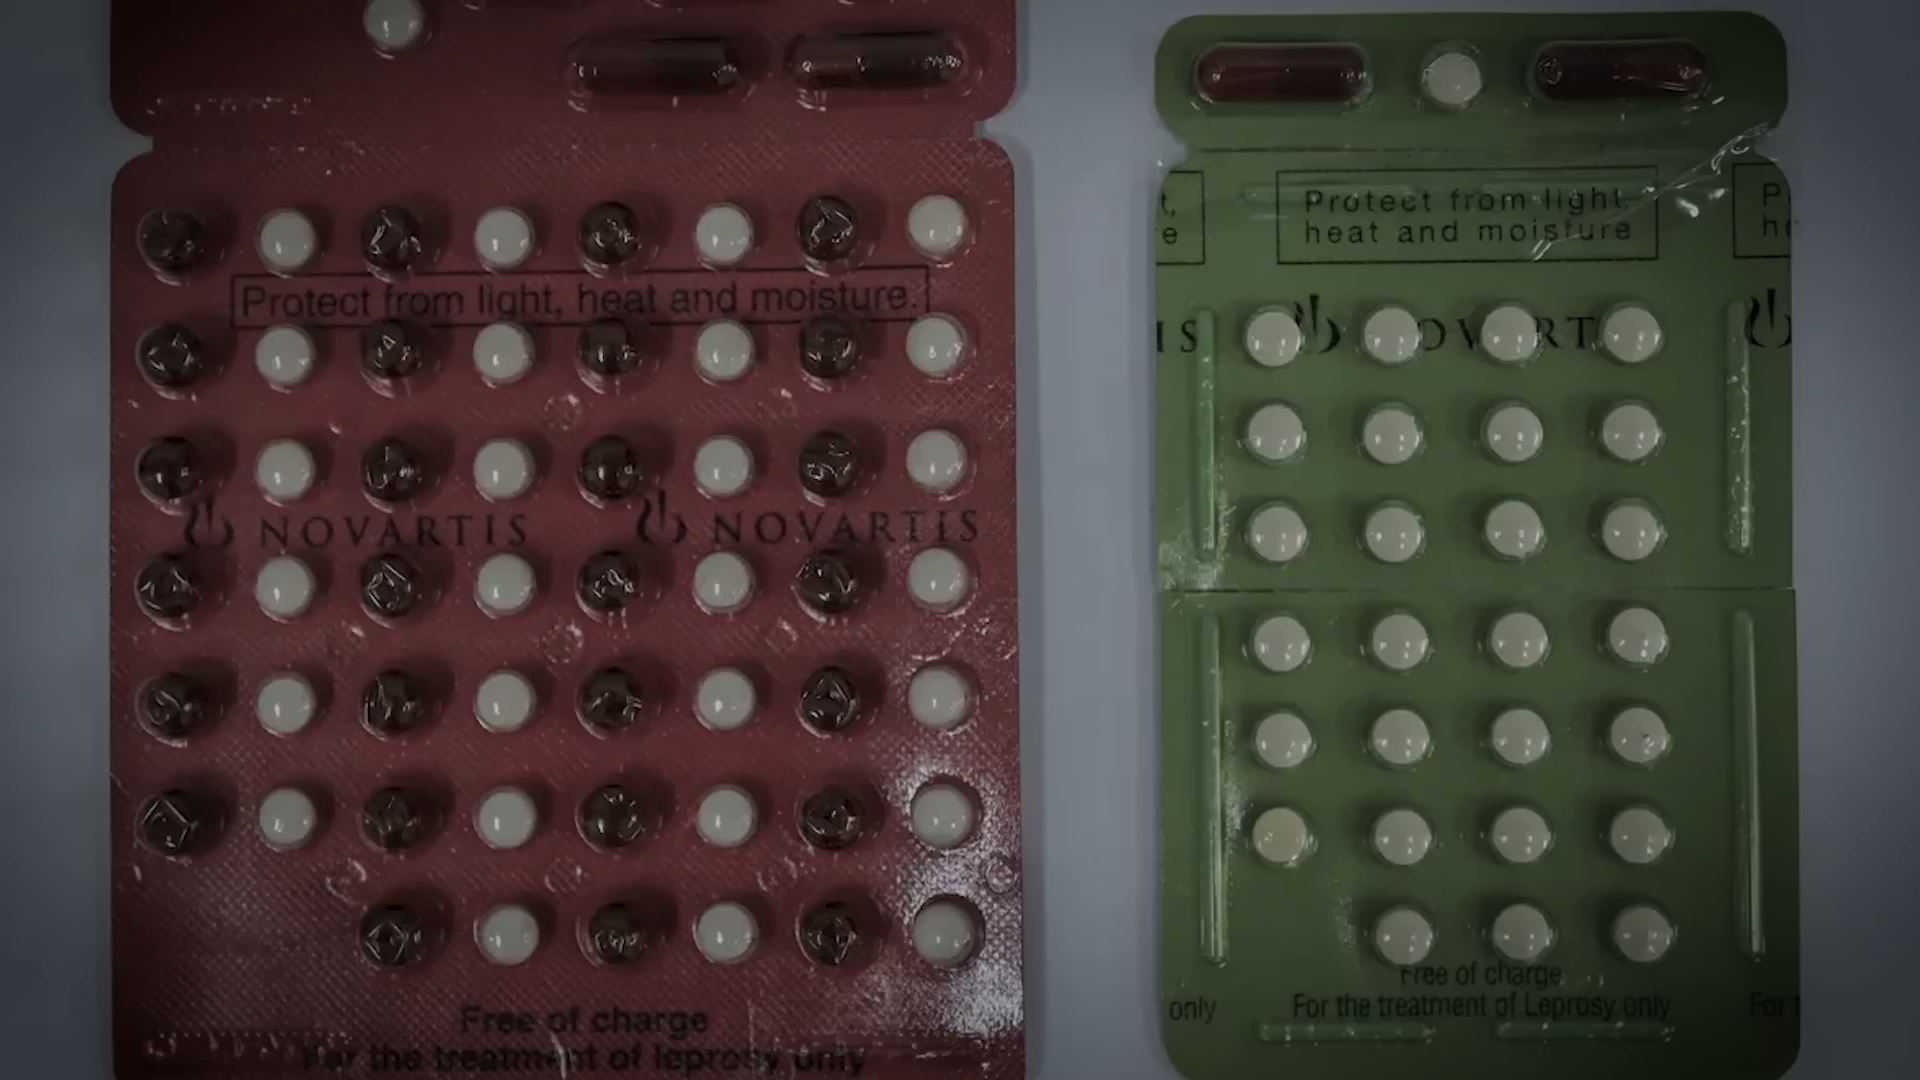 Protect from light, heat and moisture.
NOVARTIS NOVARTIS
Free of charge
For the treatment of leprosy only
Protect from light,
heat and moisture
Free of charge
For the treatment of Leprosy only
only